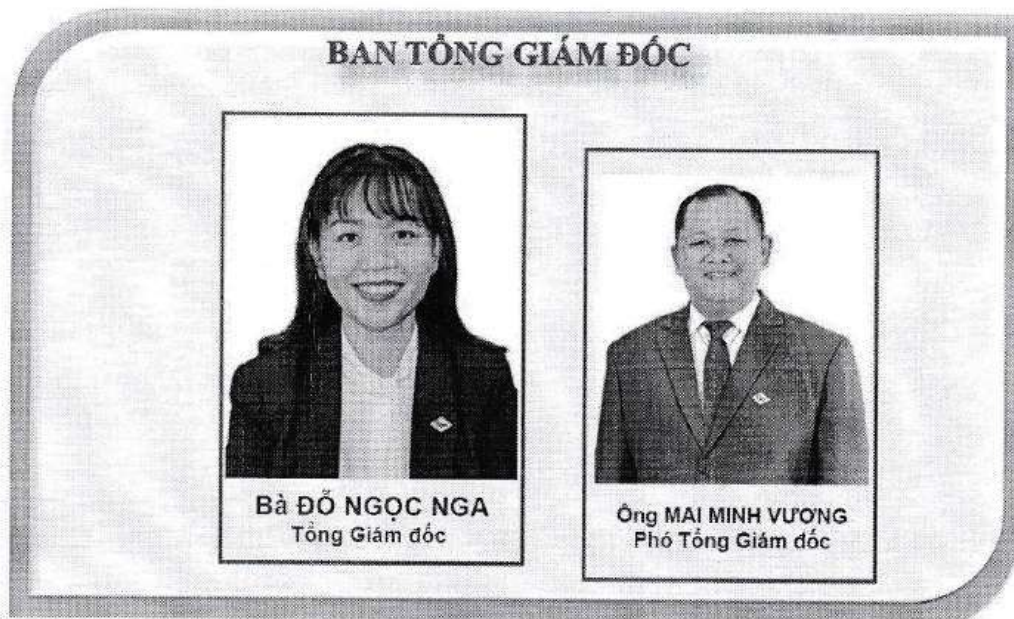 BAN TỔNG GIÁM ĐỐC
Bà ĐỖ NGỌC NGA
Tổng Giám đốc
Ông MAI MINH VƯƠNG
Phó Tổng Giám đốc